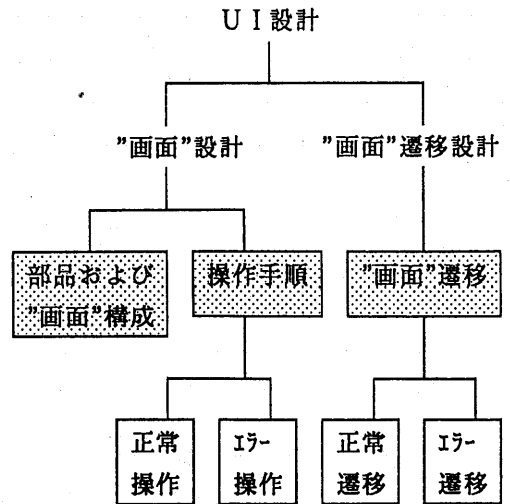 ＵＩ設計
”画面”設計
”画面”遷移設計
部品および
”画面”構成
操作手順
”画面”遷移
正常
操作
ｴﾗｰ
操作
正常
遷移
ｴﾗｰ
遷移